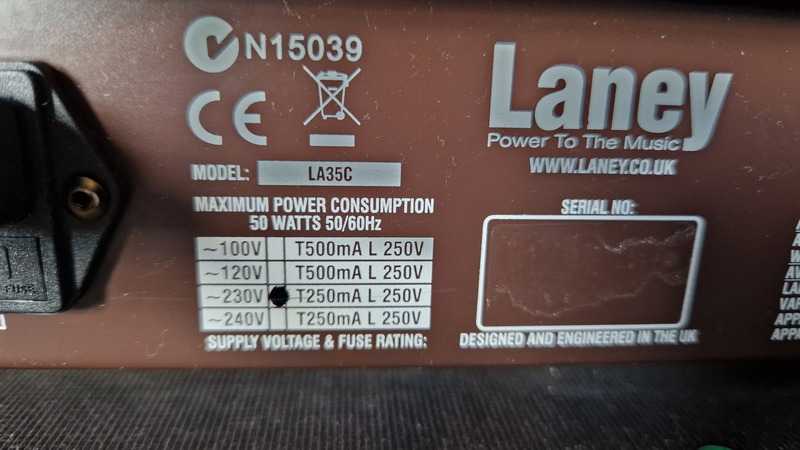 N15039
CE
Laney
Power To The Music
WWW.LANEY.CO.UK
MODEL: LA35C
MAXIMUM POWER CONSUMPTION
50 WATTS 50/60Hz
~100V T500mA L 250V
~120V T500mA L 250V
~230V T250mA L 250V
~240V T250mA L 250V
SUPPLY VOLTAGE & FUSE RATING:
SERIAL NO:
DESIGNED AND ENGINEERED IN THE UK
FUSE